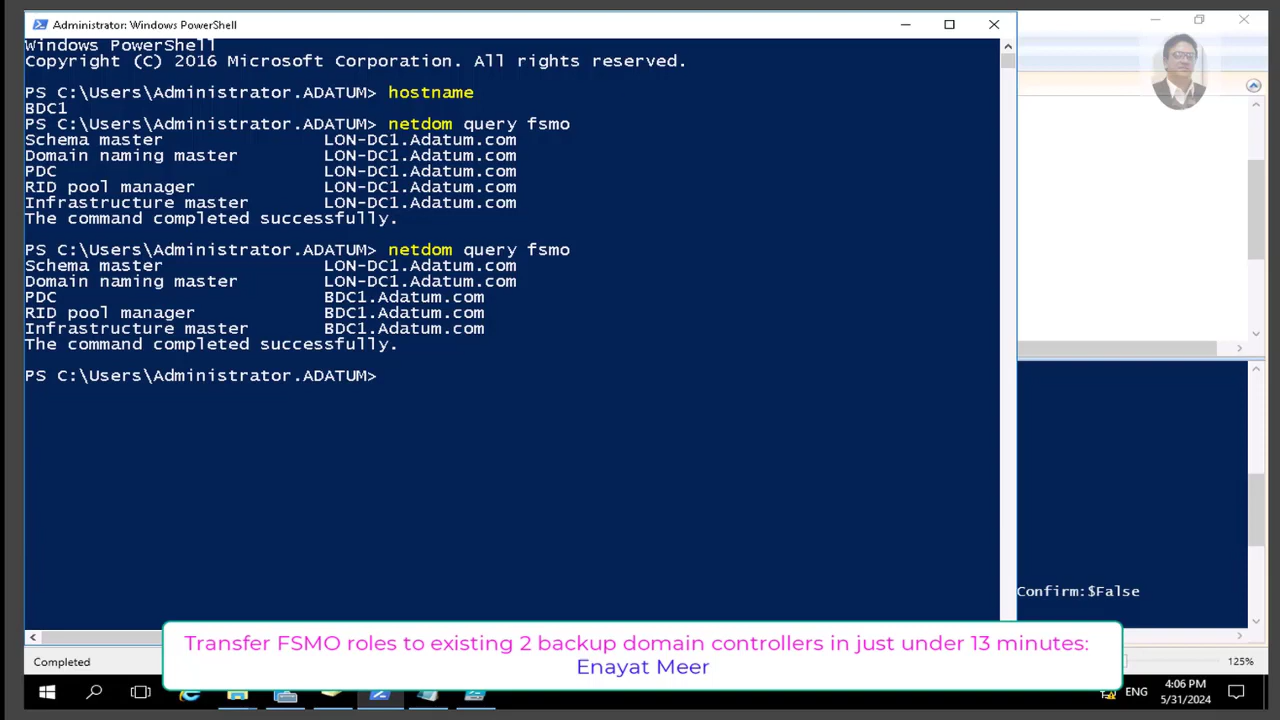 Administrator: Windows PowerShell
Windows PowerShell
Copyright (C) 2016 Microsoft Corporation. All rights reserved.
PS C:\Users\Administrator.ADATUM> hostname
BDC1
PS C:\Users\Administrator.ADATUM> netdom query fsmo
Schema master LON-DC1.Adatum.com
Domain naming master LON-DC1.Adatum.com
PDC LON-DC1.Adatum.com
RID pool manager LON-DC1.Adatum.com
Infrastructure master LON-DC1.Adatum.com
The command completed successfully.
PS C:\Users\Administrator.ADATUM> netdom query fsmo
Schema master LON-DC1.Adatum.com
Domain naming master LON-DC1.Adatum.com
PDC BDC1.Adatum.com
RID pool manager BDC1.Adatum.com
Infrastructure master BDC1.Adatum.com
The command completed successfully.
PS C:\Users\Administrator.ADATUM>
Confirm:$False
Transfer FSMO roles to existing 2 backup domain controllers in just under 13 minutes:
Enayat Meer
Completed
125%
ENG
4:06 PM
5/31/2024